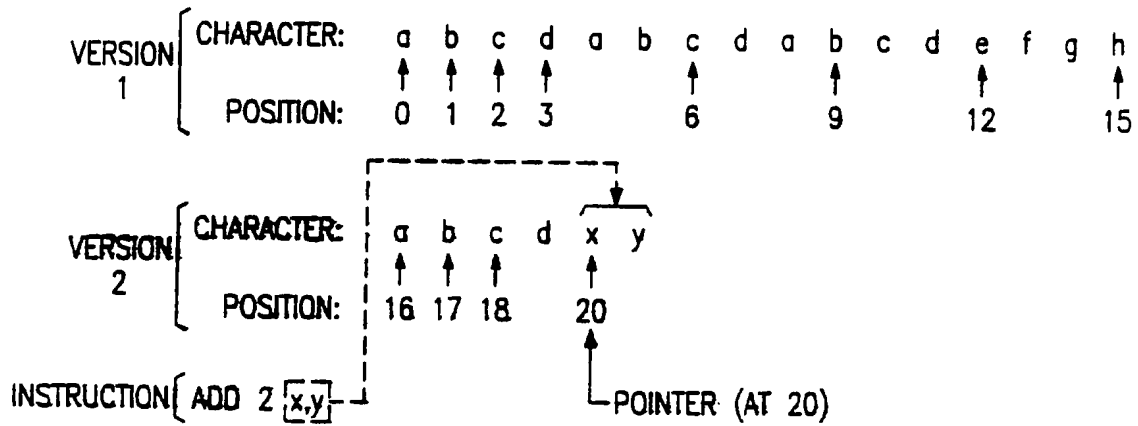 VERSION 1
CHARACTER: a b c d a b c d a b c d e f g h
POSITION: 0 1 2 3 6 9 12 15
VERSION 2
CHARACTER: a b c d x y
POSITION: 16 17 18 20
INSTRUCTION ADD 2 x,y
POINTER (AT 20)